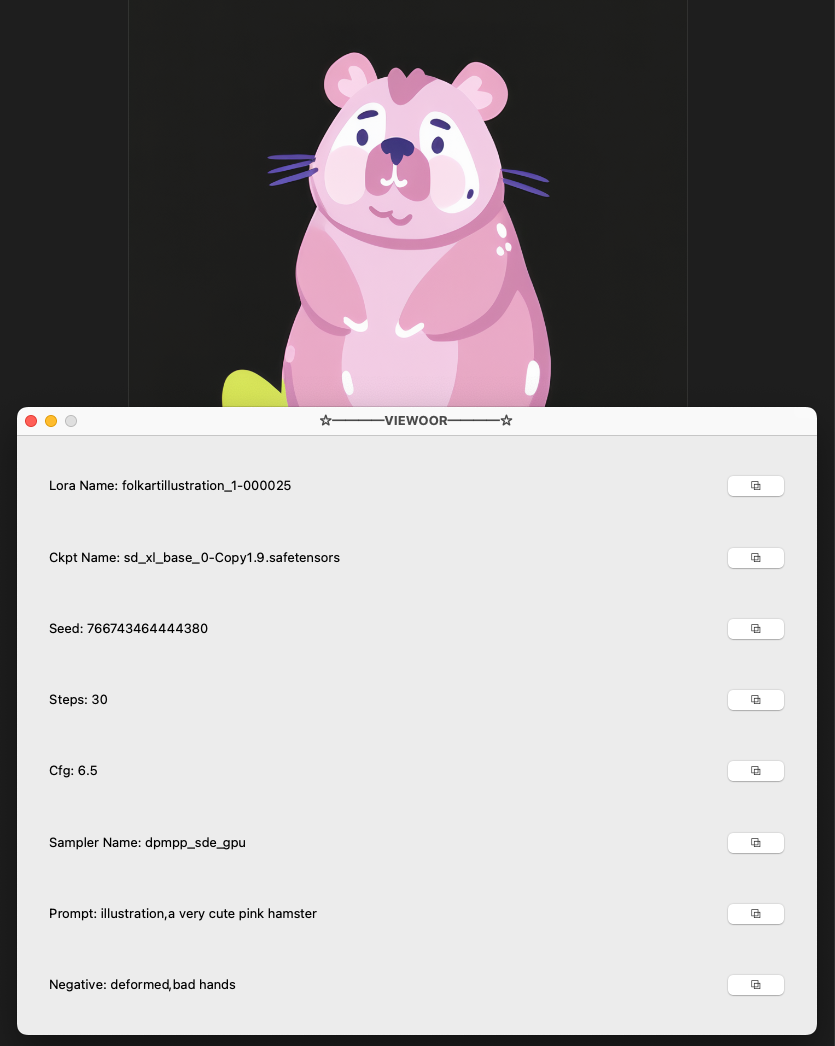 ☆————VIEWOOR————☆
Lora Name: folkartillustration_1-000025
Ckpt Name: sd_xl_base_0-Copy1.9.safetensors
Seed: 766743464444380
Steps: 30
Cfg: 6.5
Sampler Name: dpmpp_sde_gpu
Prompt: illustration,a very cute pink hamster
Negative: deformed,bad hands